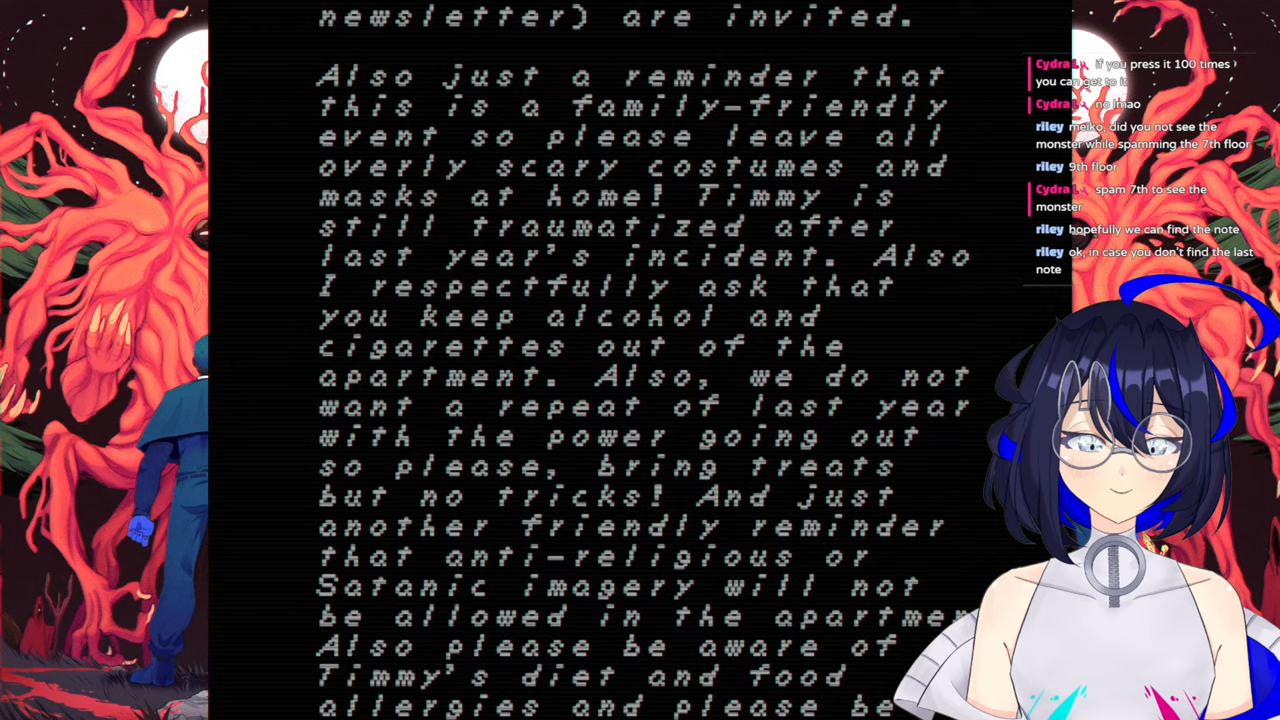 newsletter) are invited.
Also just a reminder that
this is a family-friendly
event so please leave all
overly scary costumes and
masks at home! Timmy is
still traumatized after
last year's incident. Also
I respectfully ask that
you keep alcohol and
cigarettes out of the
apartment. Also, we do not
want a repeat of last year
with the power going out
so please, bring treats
but no tricks! And just
another friendly reminder
that anti-religious or
Satanic imagery will not
be allowed in the
Also please be aware of
Timmy's diet and food
allergies and please be
Cydra if you press it 100 times
you can get to it
Cydra no lmao
riley meiko, did you not see the
monster while spamming the 7th floor
riley 9th floor
Cydra spam 7th to see the
monster
riley hopefully we can find the note
riley ok, in case you don't find the last
note